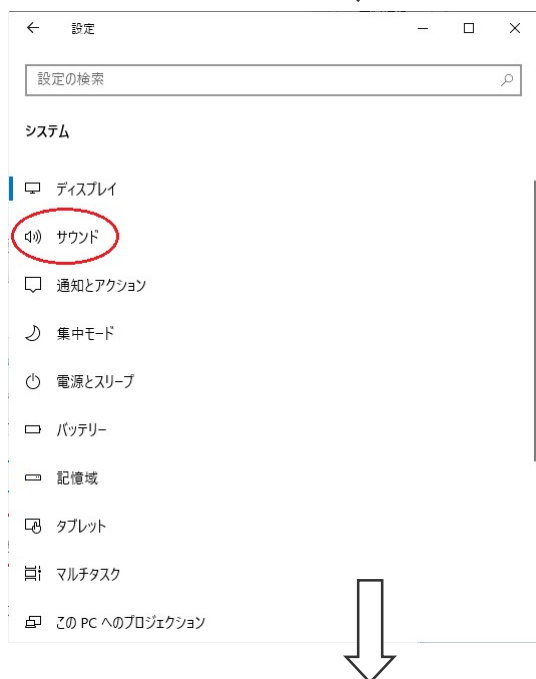 設定
設定の検索
システム
ディスプレイ
サウンド
通知とアクション
集中モード
電源とスリープ
バッテリー
記憶域
タブレット
マルチタスク
この PC へのプロジェクション